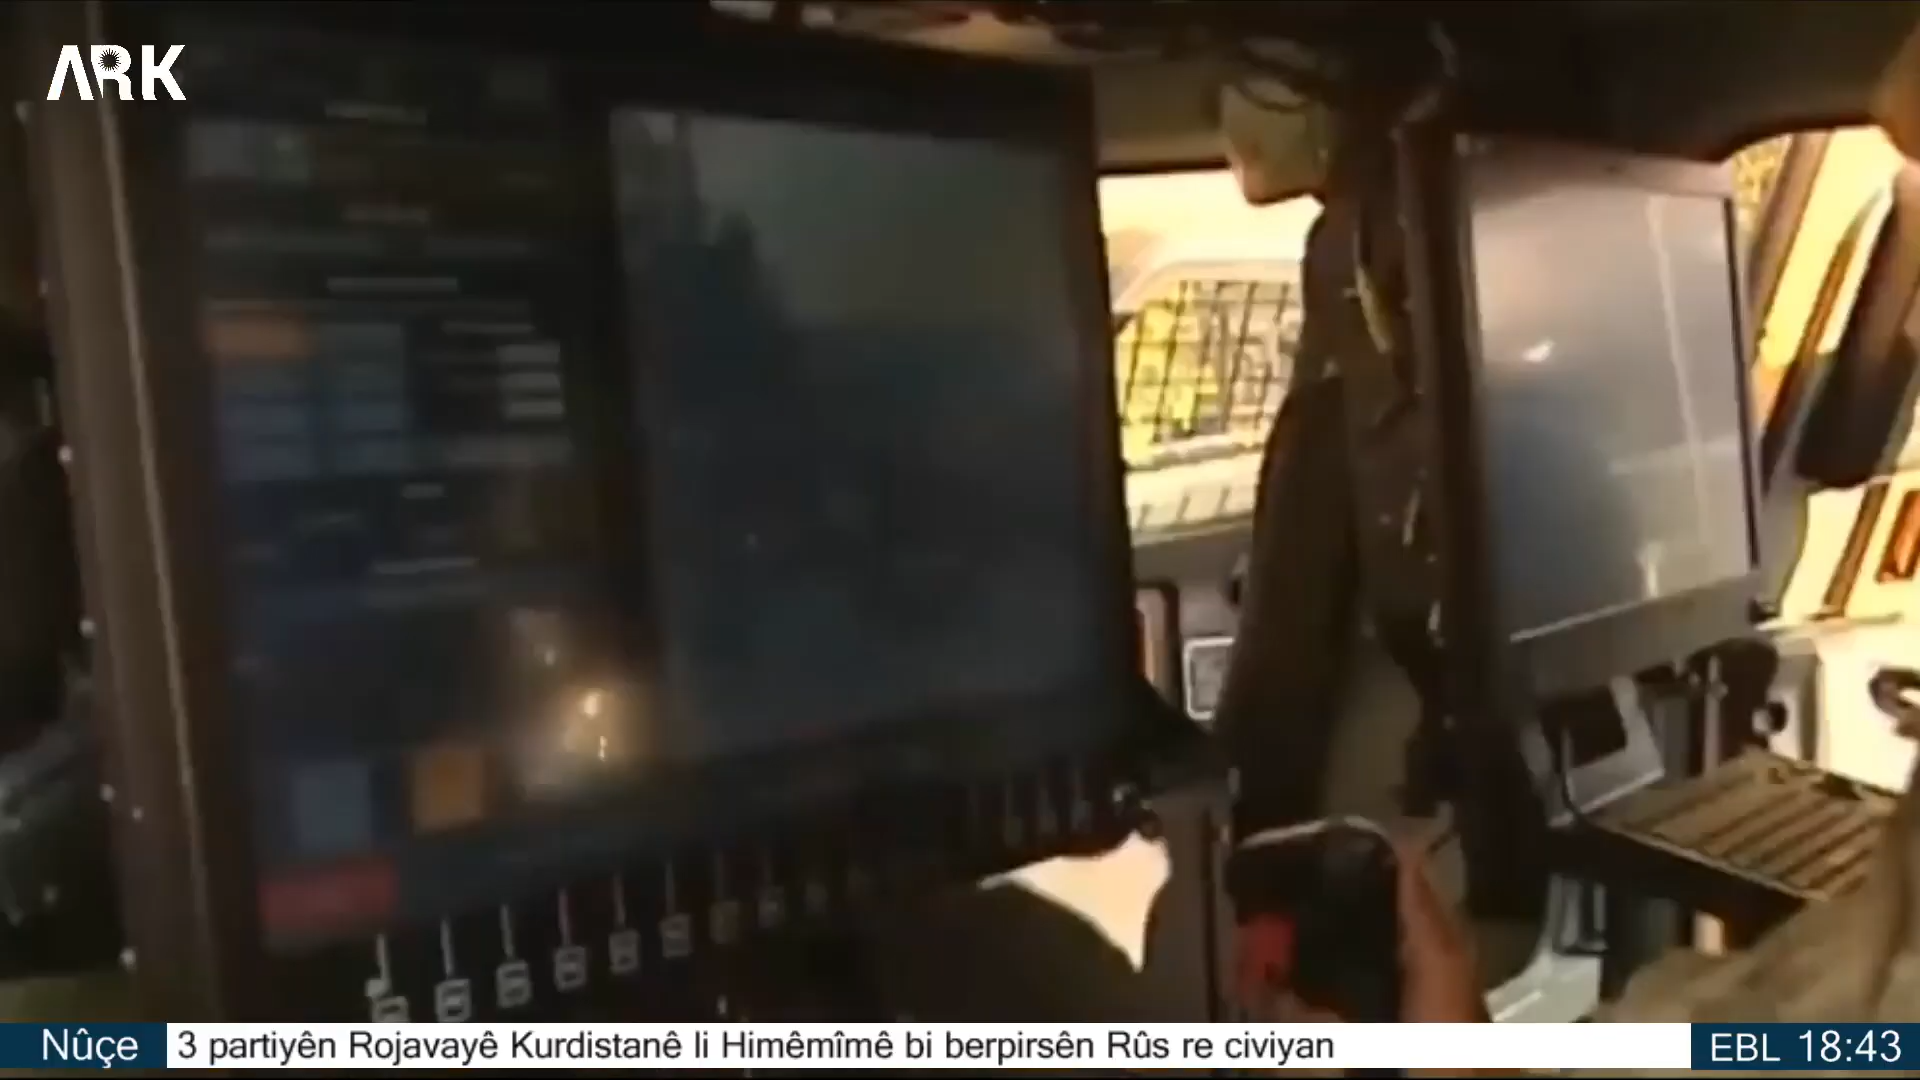 ARK
Nûçe 3 partiyên Rojavayê Kurdistanê li Himêmîmê bi berpirsên Rûs re civiyan EBL 18:43